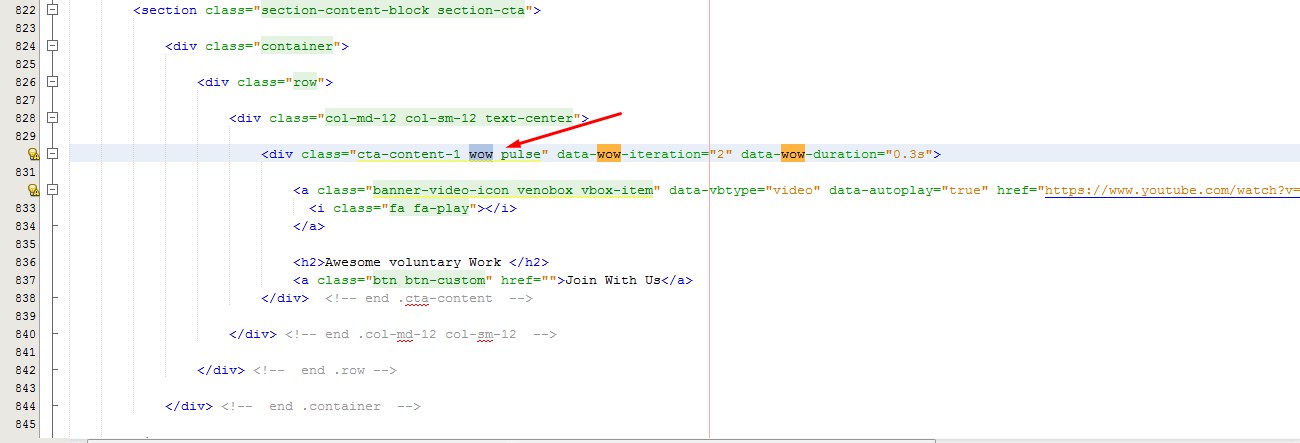 822 <section class="section-content-block section-cta">
823
824 <div class="container">
825
826 <div class="row">
827
828 <div class="col-md-12 col-sm-12 text-center">
829
<div class="cta-content-1 wow pulse" data-wow-iteration="2" data-wow-duration="0.3s">
831
<a class="banner-video-icon venobox vbox-item" data-vbtype="video" data-autoplay="true" href="https://www.youtube.com/watch?v=
833 <i class="fa fa-play"></i>
834 </a>
835
836 <h2>Awesome voluntary Work </h2>
837 <a class="btn btn-custom" href="">Join With Us</a>
838 </div> <!-- end .cta-content -->
839
840 </div> <!-- end .col-md-12 col-sm-12 -->
841
842 </div> <!-- end .row -->
843
844 </div> <!-- end .container -->
845